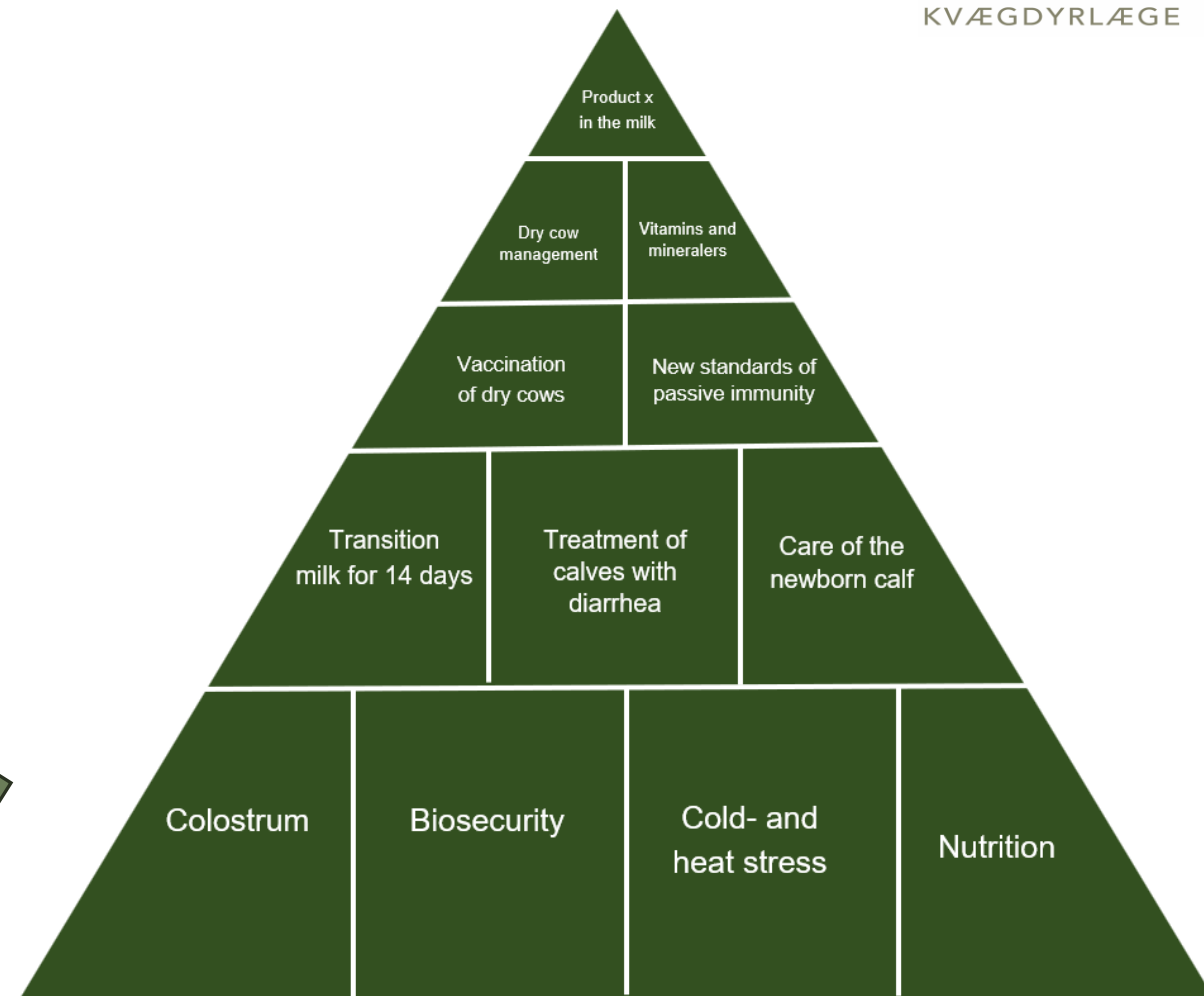 KVÆGDYRLÆGE
Product x
in the milk
Dry cow
management
Vitamins and
mineralers
Vaccination
of dry cows
New standards of
passive immunity
Transition
milk for 14 days
Treatment of
calves with
diarrhea
Care of the
newborn calf
Colostrum
Biosecurity
Cold- and
heat stress
Nutrition